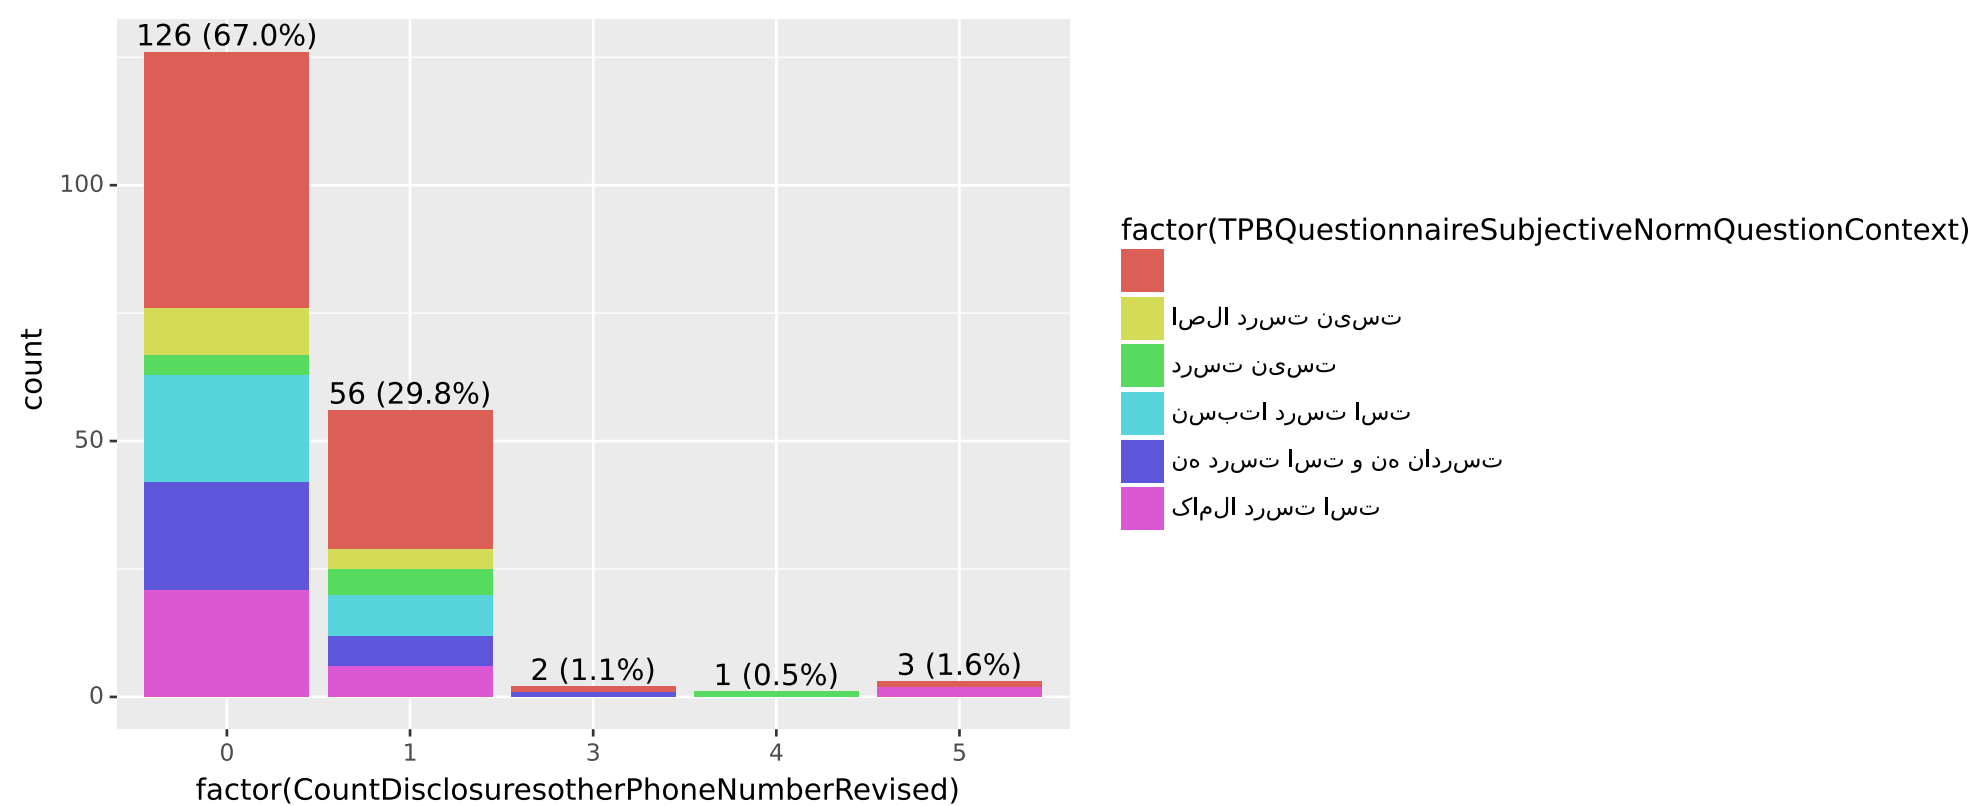 126 (67.0%)
56 (29.8%)
2 (1.1%)
1 (0.5%)
3 (1.6%)
100
50
0
count
0 1 3 4 5
factor(CountDisclosuresotherPhoneNumberRevised)
factor(TPBQuestionnaireSubjectiveNormQuestionContext)
اصلا درست نیست
درست نیست
نسبتا درست است
نه درست است و نه نادرست
کاملا درست است